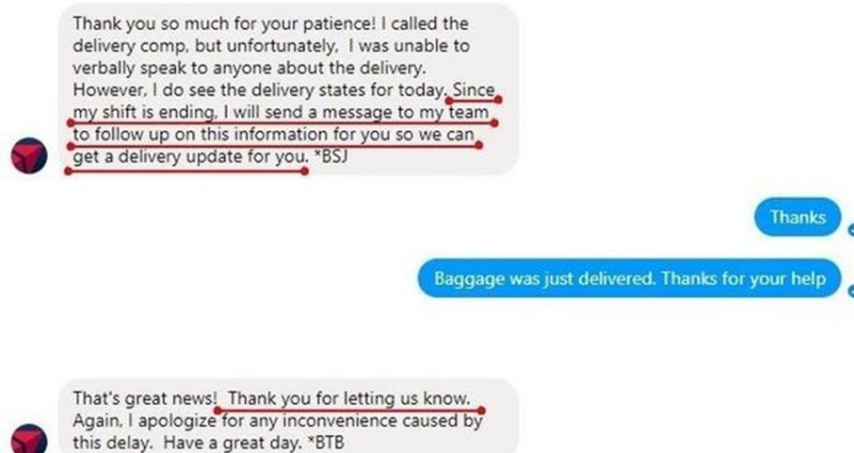 Thank you so much for your patience! I called the
delivery comp, but unfortunately, I was unable to
verbally speak to anyone about the delivery.
However, I do see the delivery states for today. Since
my shift is ending, I will send a message to my team
to follow up on this information for you so we can
get a delivery update for you. *BSJ
Thanks
Baggage was just delivered. Thanks for your help
That's great news! Thank you for letting us know.
Again, I apologize for any inconvenience caused by
this delay. Have a great day. *BTB